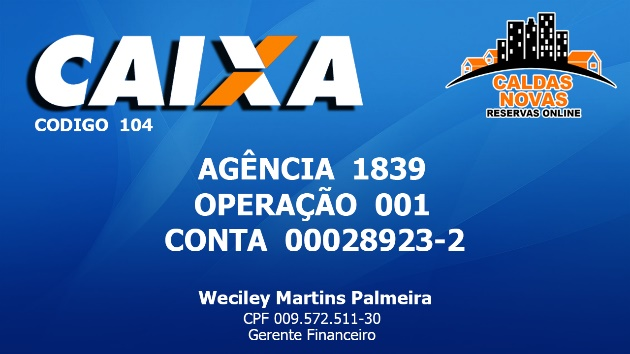 CAIXA
CODIGO 104
CALDAS
NOVAS
RESERVAS ONLINE
AGÊNCIA 1839
OPERAÇÃO 001
CONTA 00028923-2
Weciley Martins Palmeira
CPF 009.572.511-30
Gerente Financeiro